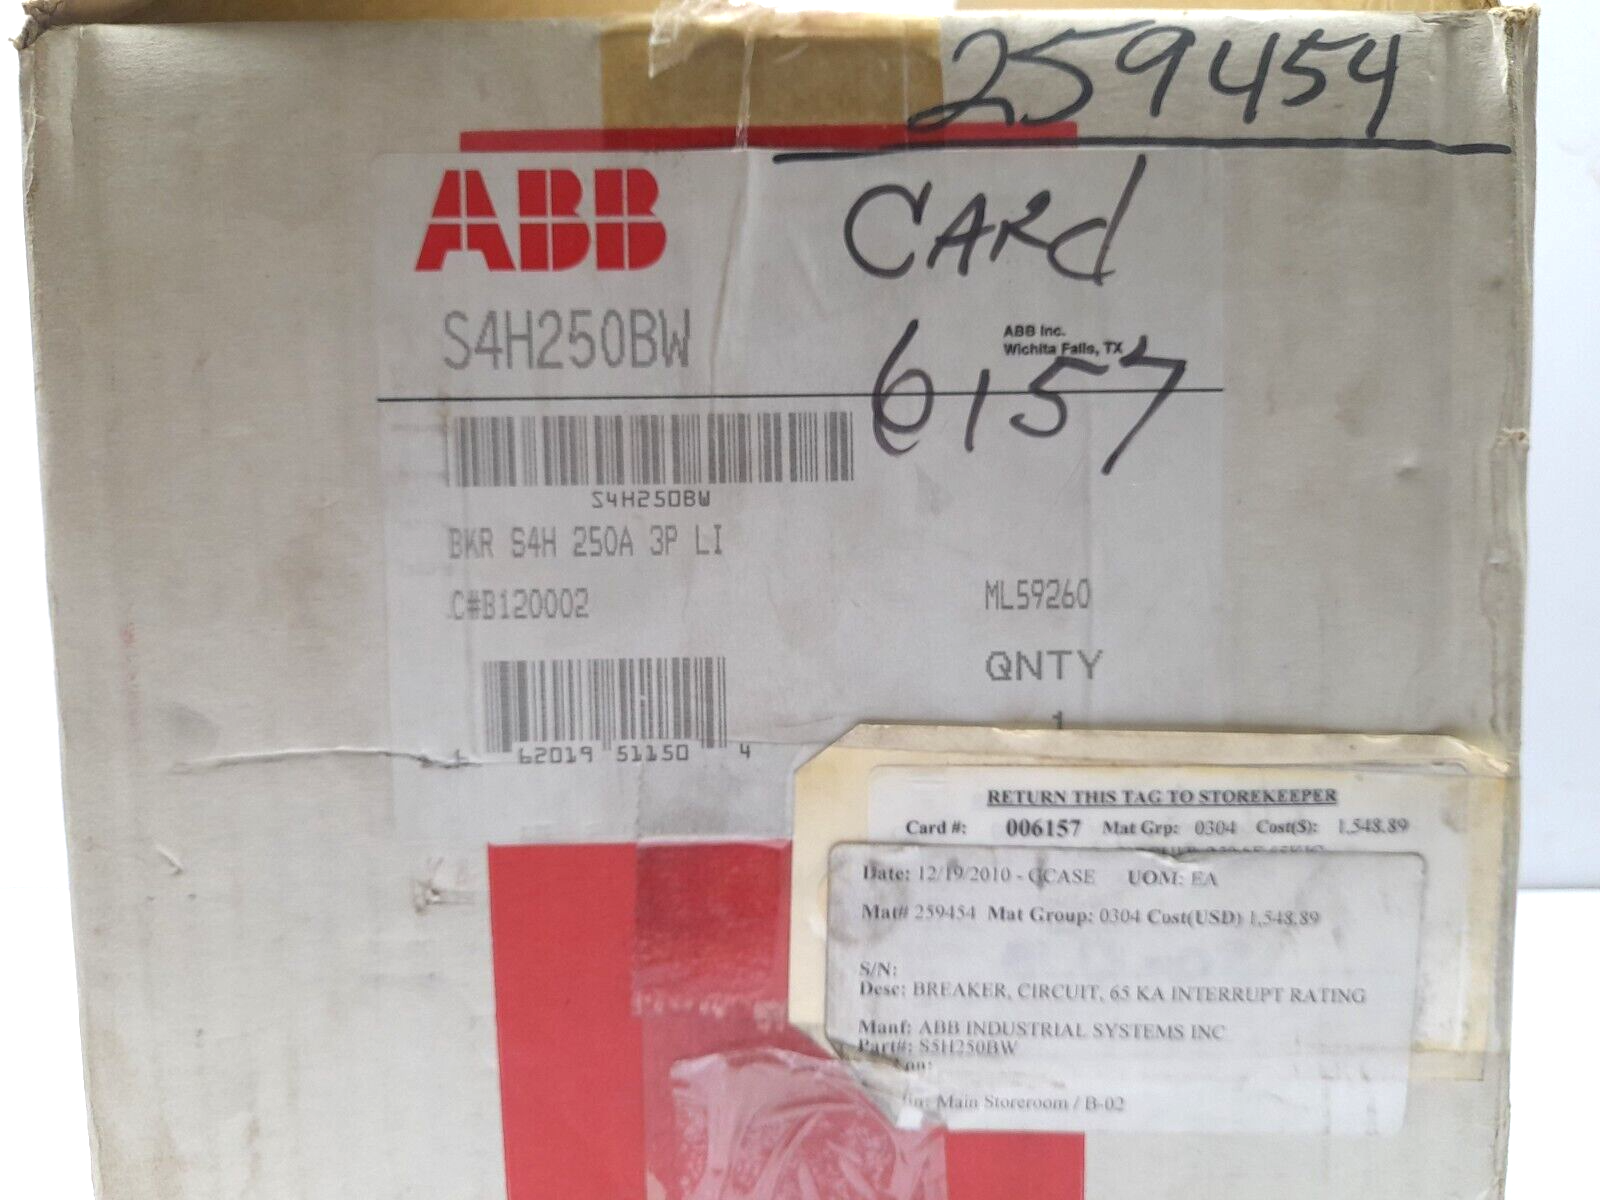 259454
CARd
6157
ABB
S4H250BW
ABB Inc.
Wichita Falls, TX
S4H250BW
BKR S4H 250A 3P LI
C#B120002
ML59260
QNTY
1
62019 51150 4
RETURN THIS TAG TO STOREKEEPER
Card #: 006157 Mat Grp: 0304 Cost($): 1,548.89
Date: 12/19/2010 - GCASE UOM: EA
Mat# 259454 Mat Group: 0304 Cost(USD) 1,548.89
S/N:
Desc: BREAKER, CIRCUIT, 65 KA INTERRUPT RATING
Manf: ABB INDUSTRIAL SYSTEMS INC
Part#: S5H250BW
Main Storeroom / B-02